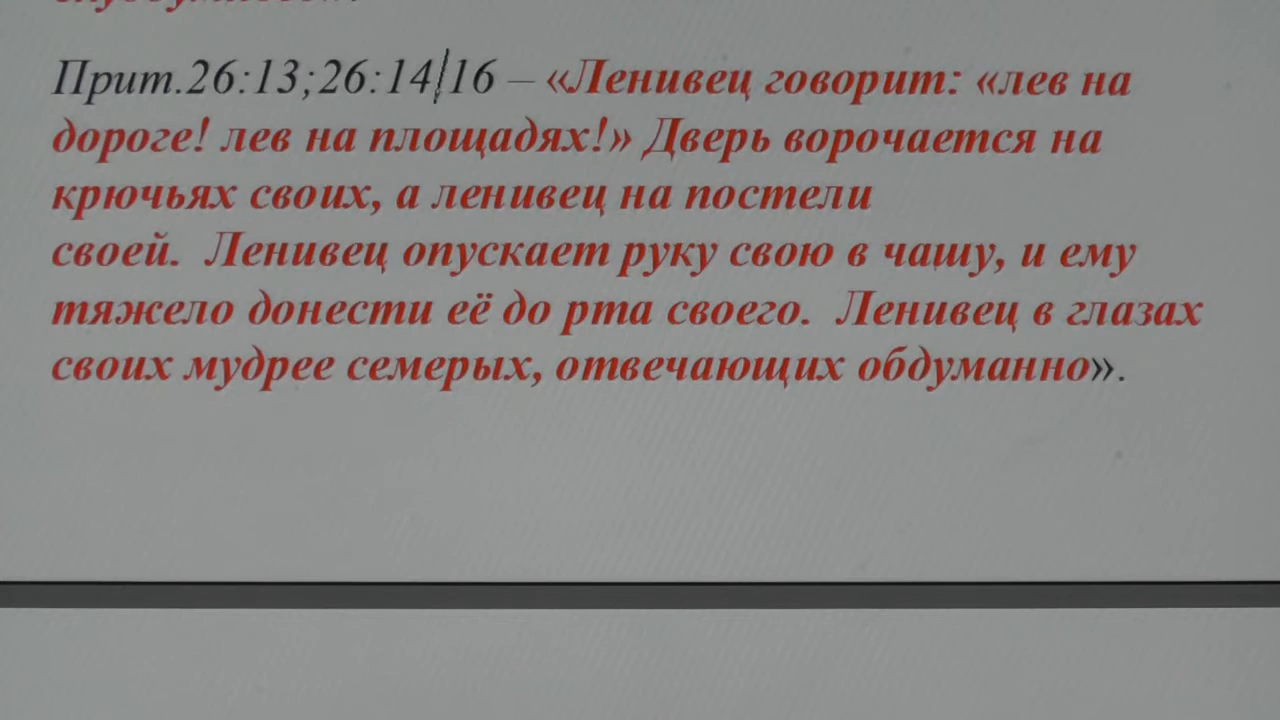 Прит.26:13;26:14/16 – «Ленивец говорит: «лев на
дороге! лев на площадях!» Дверь ворочается на
крючьях своих, а ленивец на постели
своей. Ленивец опускает руку свою в чашу, и ему
тяжело донести её до рта своего. Ленивец в глазах
своих мудрее семерых, отвечающих обдуманно».